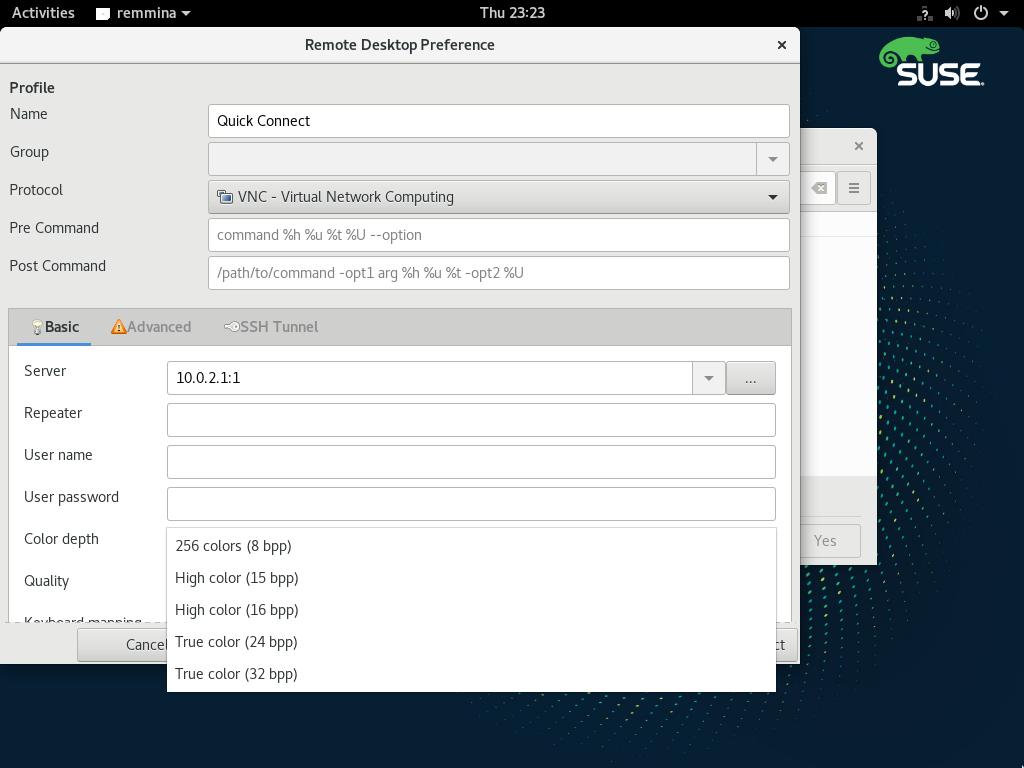 Activities remmina Thu 23:23
Remote Desktop Preference
SUSE
Profile
Name Quick Connect
Group
Protocol VNC - Virtual Network Computing
Pre Command command %h %u %t %U --option
Post Command /path/to/command -opt1 arg %h %u %t -opt2 %U
Basic Advanced SSH Tunnel
Server 10.0.2.1:1 ...
Repeater
User name
User password
Color depth 256 colors (8 bpp)
Yes
High color (15 bpp)
Quality
High color (16 bpp)
Keyboard mapping
Cancel True color (24 bpp) ct
True color (32 bpp)